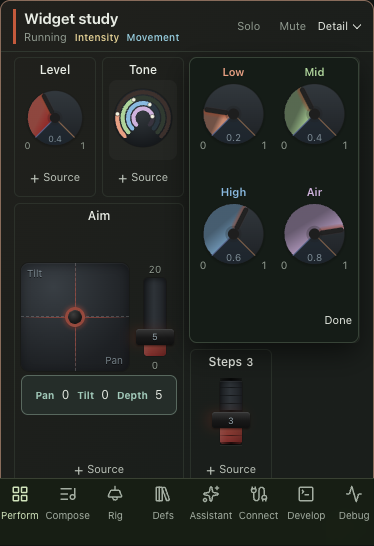 Widget study
Running Intensity Movement
Solo Mute Detail
Level
0.4
0 1
+ Source
Tone
+ Source
Low
0.2
0 1
Mid
0.4
0 1
High
0.6
0 1
Air
0.8
0 1
Done
Aim
Tilt
Pan
20
5
0
Pan 0 Tilt 0 Depth 5
+ Source
Steps 3
3
+ Source
Perform Compose Rig Defs Assistant Connect Develop Debug